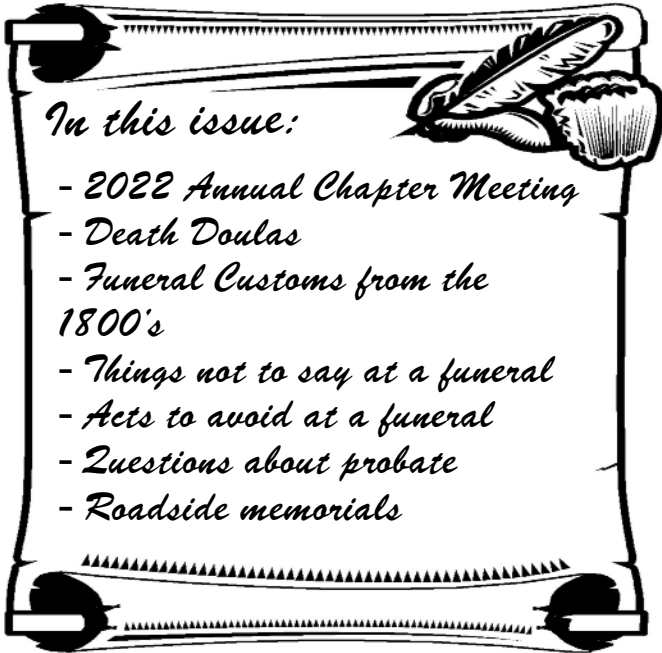 In this issue:
- 2022 Annual Chapter Meeting
- Death Doulas
- Funeral Customs from the
1800's
- Things not to say at a funeral
- Acts to avoid at a funeral
- Questions about probate
- Roadside memorials